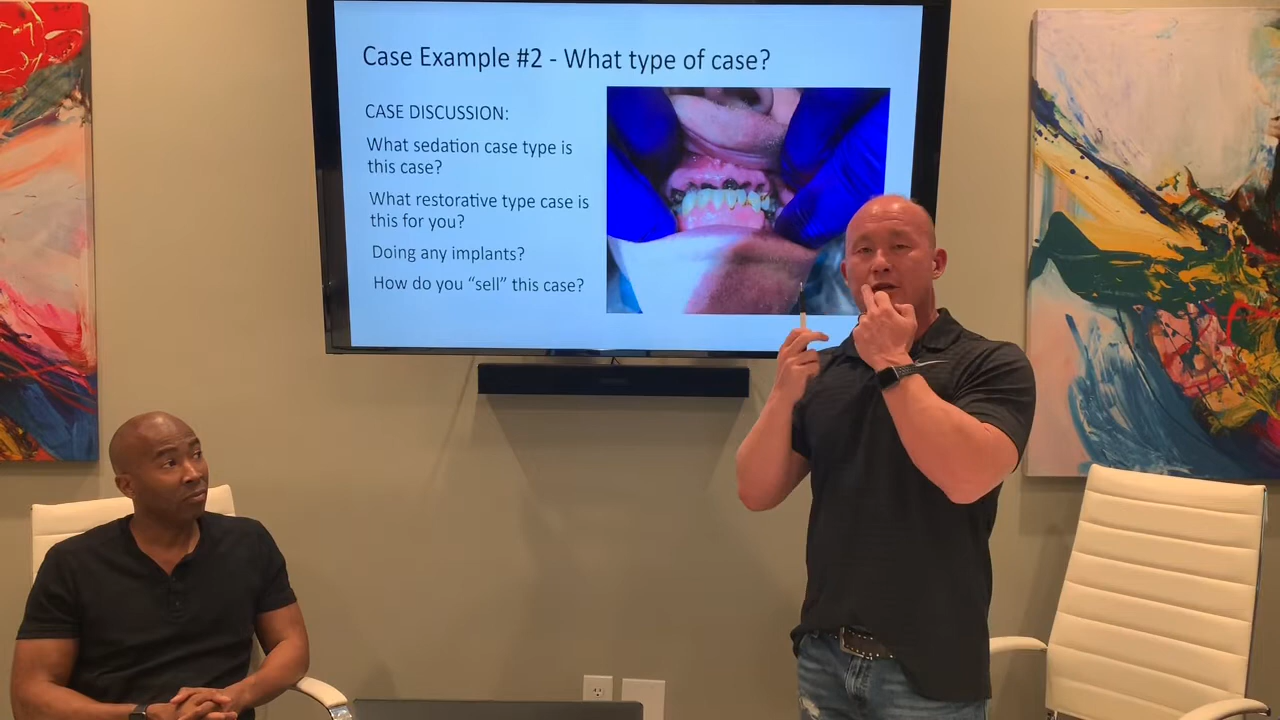 Case Example #2 - What type of case?
CASE DISCUSSION:
What sedation case type is
this case?
What restorative type case is
this for you?
Doing any implants?
How do you “sell” this case?